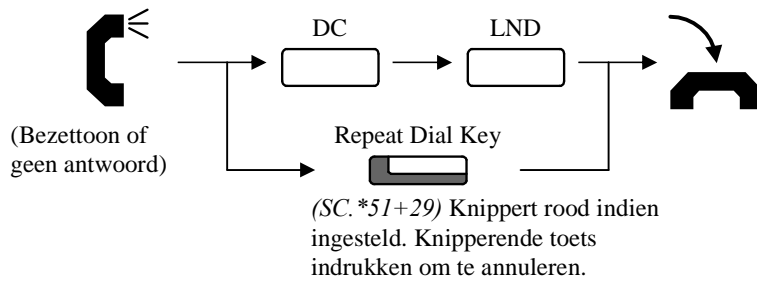 DC
LND
(Bezettoon of
geen antwoord)
Repeat Dial Key
(SC.*51+29) Knippert rood indien
ingesteld. Knipperende toets
indrukken om te annuleren.